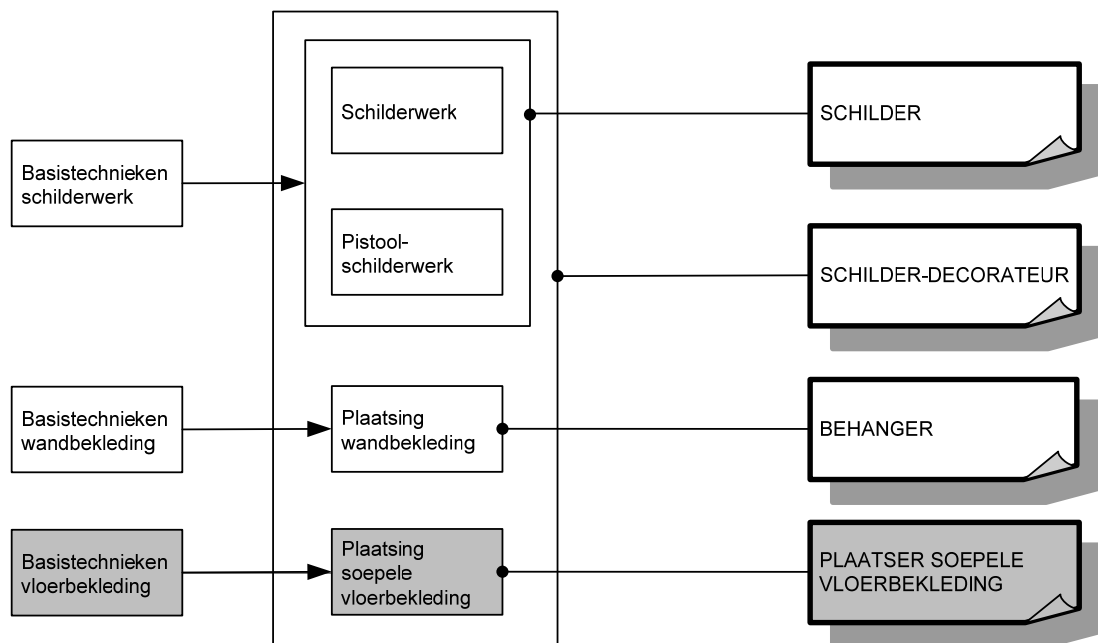 Basistechnieken
schilderwerk
Schilderwerk
Pistool-
schilderwerk
SCHILDER
SCHILDER-DECORATEUR
Basistechnieken
wandbekleding
Plaatsing
wandbekleding
BEHANGER
Basistechnieken
vloerbekleding
Plaatsing
soepele
vloerbekleding
PLAATSER SOEPELE
VLOERBEKLEDING